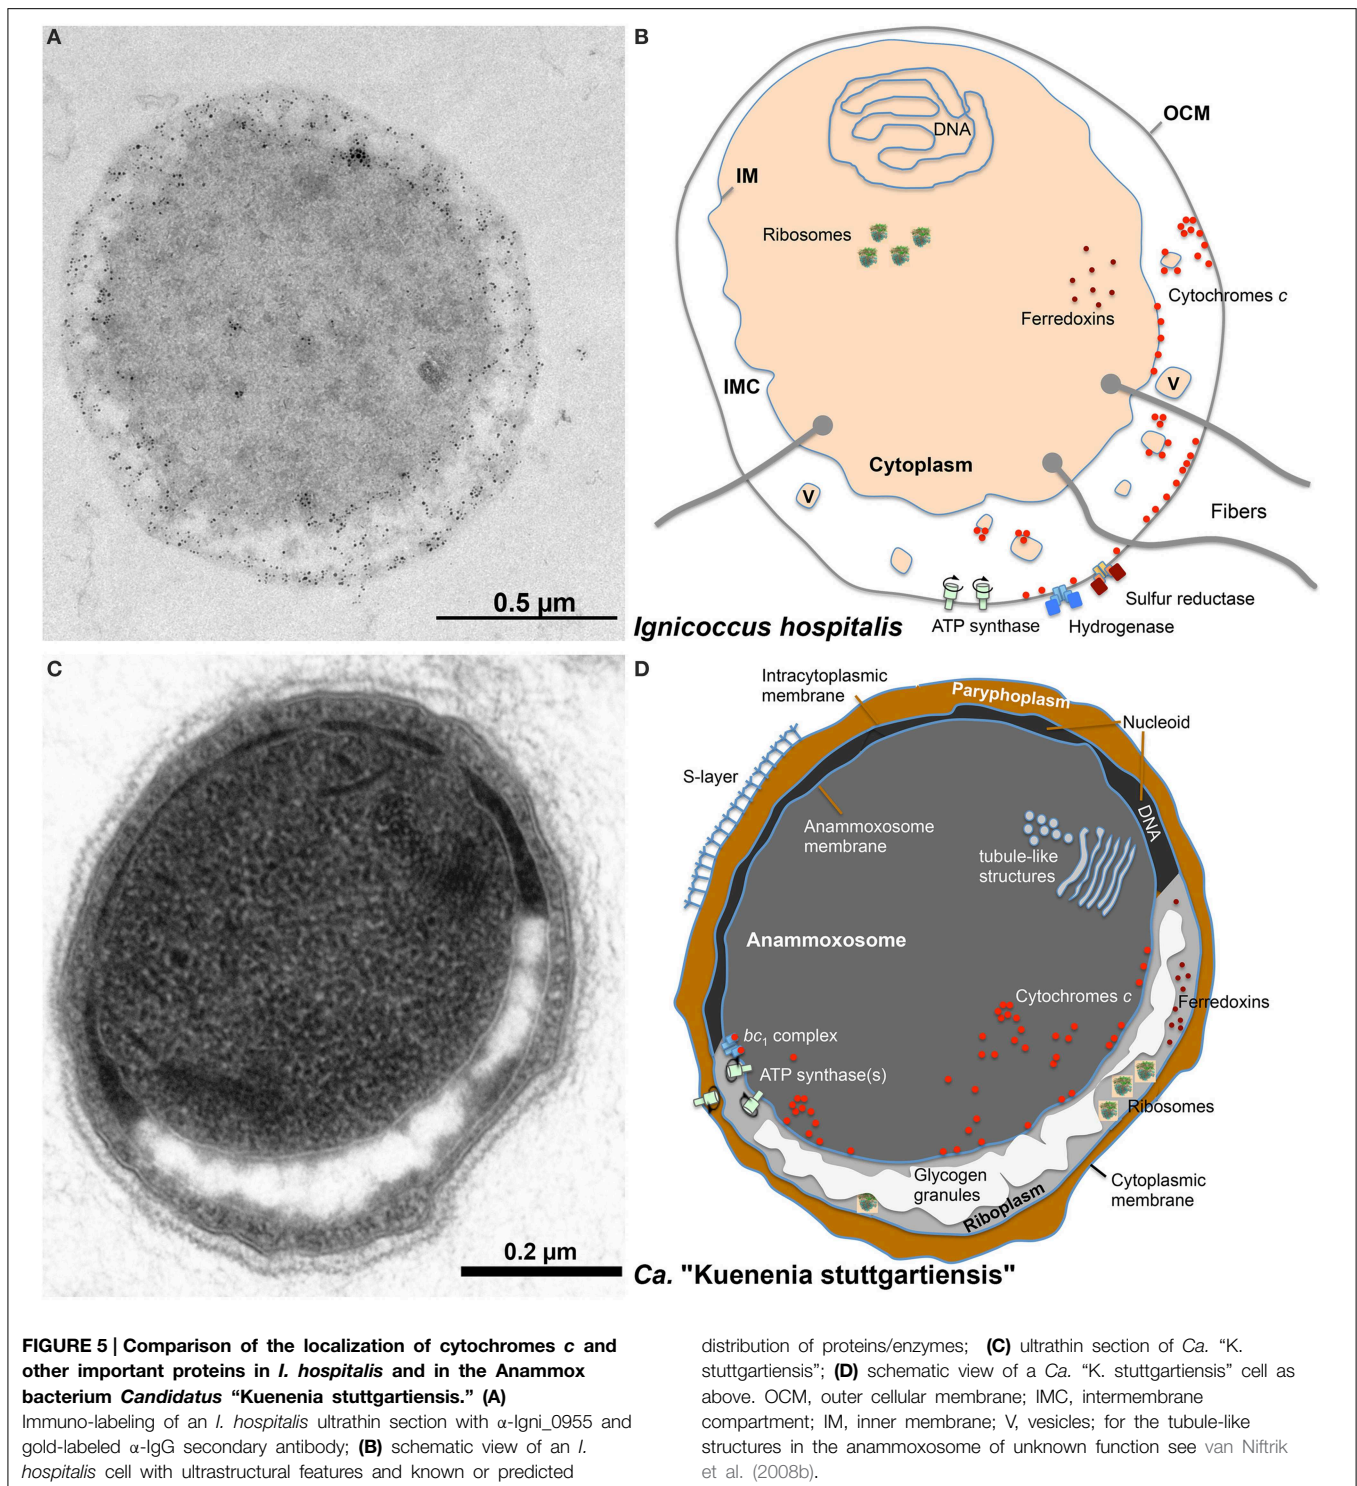 A
0.5 µm
B
DNA
OCM
IM
Ribosomes
Cytochromes c
Ferredoxins
IMC
V
Cytoplasm
V
Fibers
Sulfur reductase
ATP synthase
Hydrogenase
Ignicoccus hospitalis
C
0.2 µm
D
Intracytoplasmic
membrane
Paryphoplasm
Nucleoid
S-layer
DNA
Anammoxosome
membrane
tubule-like
structures
Anammoxosome
Cytochromes c
Ferredoxins
bc₁ complex
ATP synthase(s)
Ribosomes
Glycogen
granules
Riboplasm
Cytoplasmic
membrane
Ca. "Kuenenia stuttgartiensis"
FIGURE 5 | Comparison of the localization of cytochromes c and
other important proteins in I. hospitalis and in the Anammox
bacterium Candidatus “Kuenenia stuttgartiensis.” (A)
Immuno-labeling of an I. hospitalis ultrathin section with α-Igni_0955 and
gold-labeled α-IgG secondary antibody; (B) schematic view of an I.
hospitalis cell with ultrastructural features and known or predicted
distribution of proteins/enzymes; (C) ultrathin section of Ca. “K.
stuttgartiensis”; (D) schematic view of a Ca. “K. stuttgartiensis” cell as
above. OCM, outer cellular membrane; IMC, intermembrane
compartment; IM, inner membrane; V, vesicles; for the tubule-like
structures in the anammoxosome of unknown function see van Niftrik
et al. (2008b).